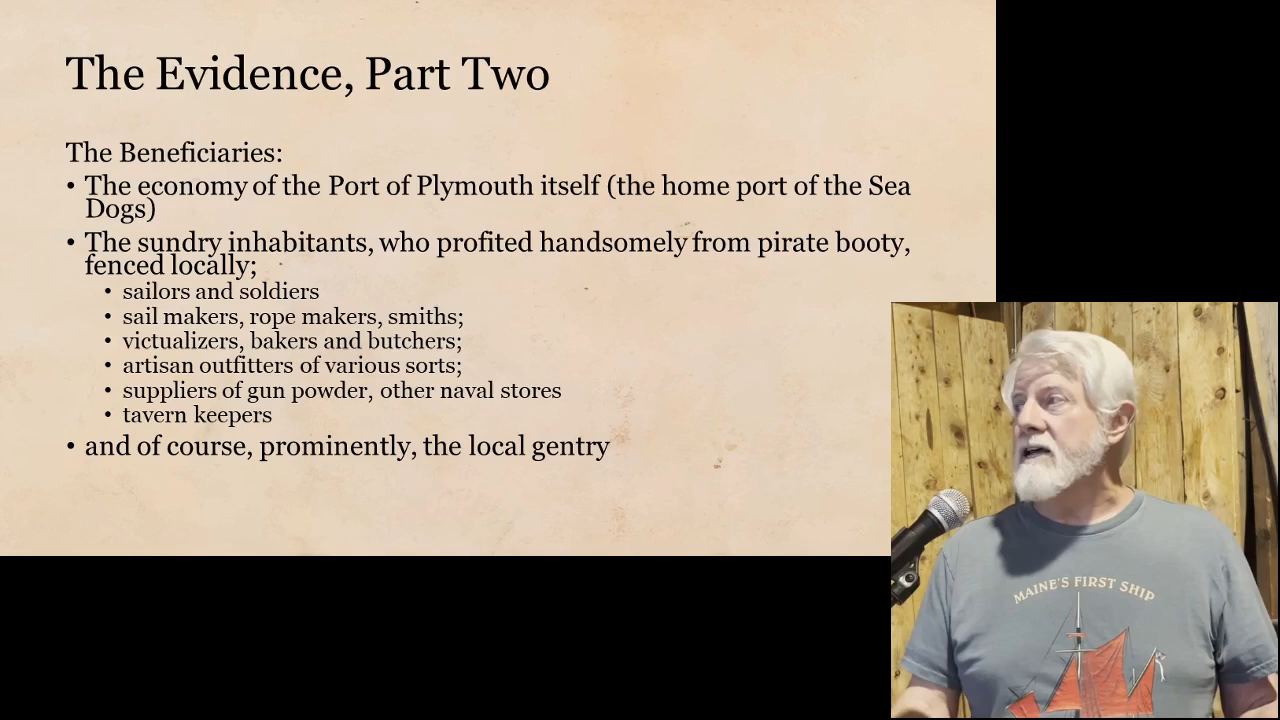 The Evidence, Part Two
The Beneficiaries:
• The economy of the Port of Plymouth itself (the home port of the Sea
Dogs)
• The sundry inhabitants, who profited handsomely from pirate booty,
fenced locally;
• sailors and soldiers
• sail makers, rope makers, smiths;
• victualizers, bakers and butchers;
• artisan outfitters of various sorts;
• suppliers of gun powder, other naval stores
• tavern keepers
• and of course, prominently, the local gentry
MAINE'S FIRST SHIP